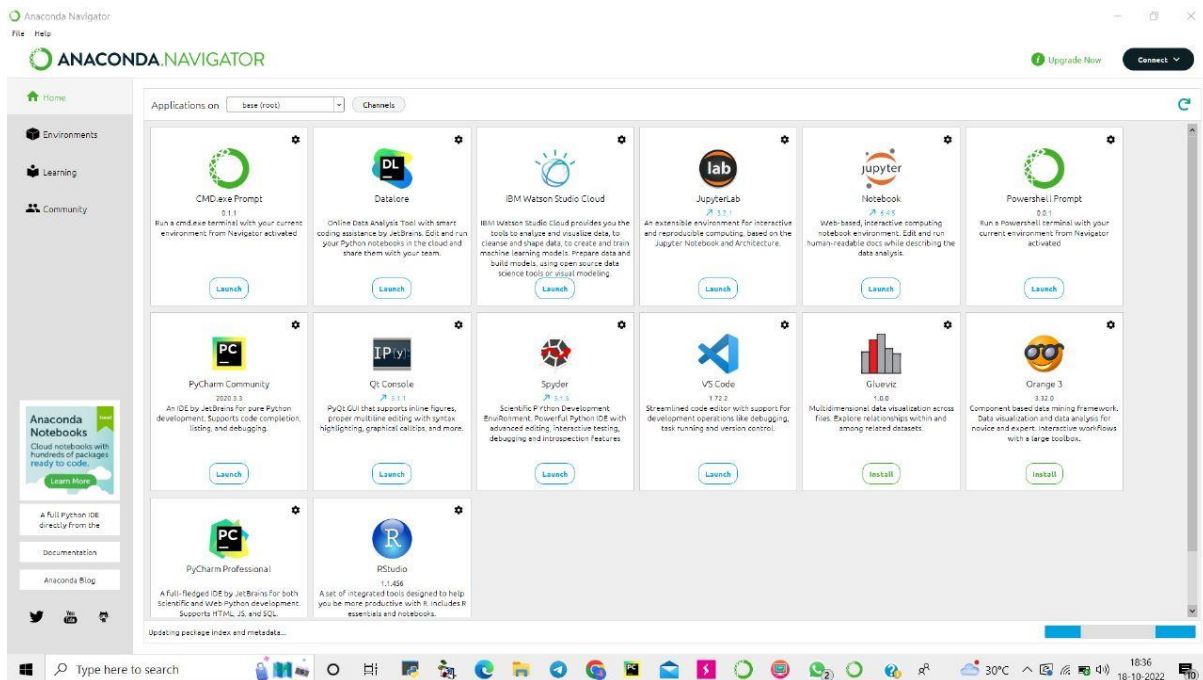 Anaconda Navigator
File Help
ANACONDA.NAVIGATOR
Upgrade Now
Connect
Home
Applications on base (root) Channels
Environments
Learning
Community
CMD.exe Prompt
0.1.1
Run a cmd.exe terminal with your current
environment from Navigator activated
Launch
DL
Datalore
Online Data Analysis Tool with smart
coding assistance by JetBrains. Edit and run
your Python notebooks in the cloud and
share them with your team.
Launch
IBM Watson Studio Cloud
IBM Watson Studio Cloud provides you the
tools to analyze and visualize data, to
cleanse and shape data, to create and train
machine learning models. Prepare data and
build models, using open source data
science tools or visual modeling.
Launch
lab
JupyterLab
3.2.1
An extensible environment for interactive
and reproducible computing, based on the
Jupyter Notebook and Architecture.
Launch
jupyter
Notebook
Web-based, interactive computing
notebook environment. Edit and run
human-readable docs while describing the
data analysis.
Launch
Powershell Prompt
0.0.1
Run a Powershell terminal with your
current environment from Navigator
activated
Launch
PC
PyCharm Community
2020.3.3
An IDE by JetBrains for pure Python
development. Supports code completion,
listing, and debugging.
Launch
IP[y]:
Qt Console
PyQt GUI that supports inline figures,
proper multiline editing with syntax
highlighting, graphical calltips, and more.
Launch
Spyder
Scientific PYthon Development
EnviRonment. Powerful Python IDE with
advanced editing, interactive testing,
debugging and introspection features
Launch
VS Code
1.72.2
Streamlined code editor with support for
development operations like debugging,
task running and version control.
Launch
Glueviz
1.0.0
Multidimensional data visualization across
files. Explore relationships within and
among related datasets.
Install
Orange 3
3.32.0
Component based data mining framework.
Data visualization and data analysis for
novice and expert. Interactive workflows
with a large toolbox.
Install
PC
PyCharm Professional
A full-fledged IDE by JetBrains for both
Scientific and Web Python development.
Supports HTML, JS, and SQL.
R
RStudio
1.1.456
A set of integrated tools designed to help
you be more productive with R. Includes R
essentials and notebooks.
Anaconda
Notebooks
Cloud notebooks with
hundreds of packages
ready to code.
Learn More
A Full Python IDE
directly from the
Documentation
Anaconda Blog
You
Tube
Updating package index and metadata...
Type here to search
30°C
18:36
18-10-2022